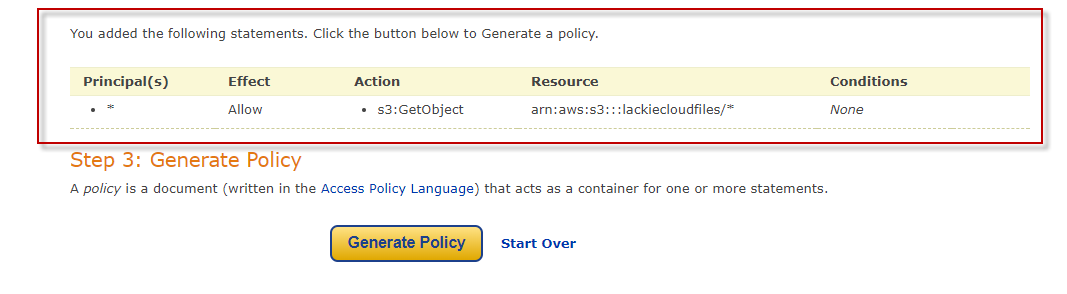 You added the following statements. Click the button below to Generate a policy.
Principal(s) Effect Action Resource Conditions
• * Allow • s3:GetObject arn:aws:s3:::lackiecloudfiles/* None
Step 3: Generate Policy
A policy is a document (written in the Access Policy Language) that acts as a container for one or more statements.
Generate Policy Start Over